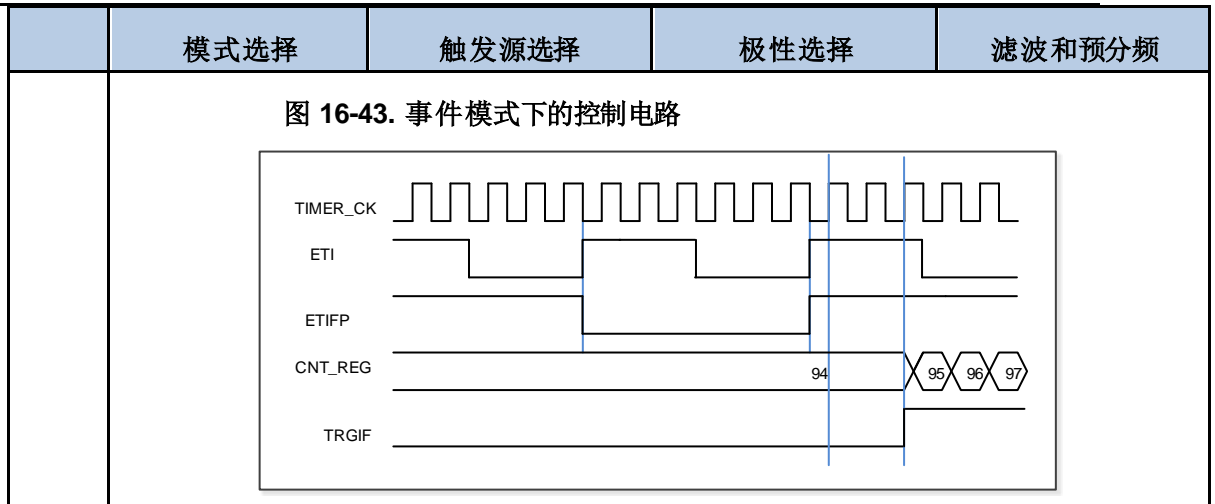 模式选择 触发源选择 极性选择 滤波和预分频
图 16-43. 事件模式下的控制电路
TIMER_CK
ETI
ETIFP
CNT_REG 94 95 96 97
TRGIF